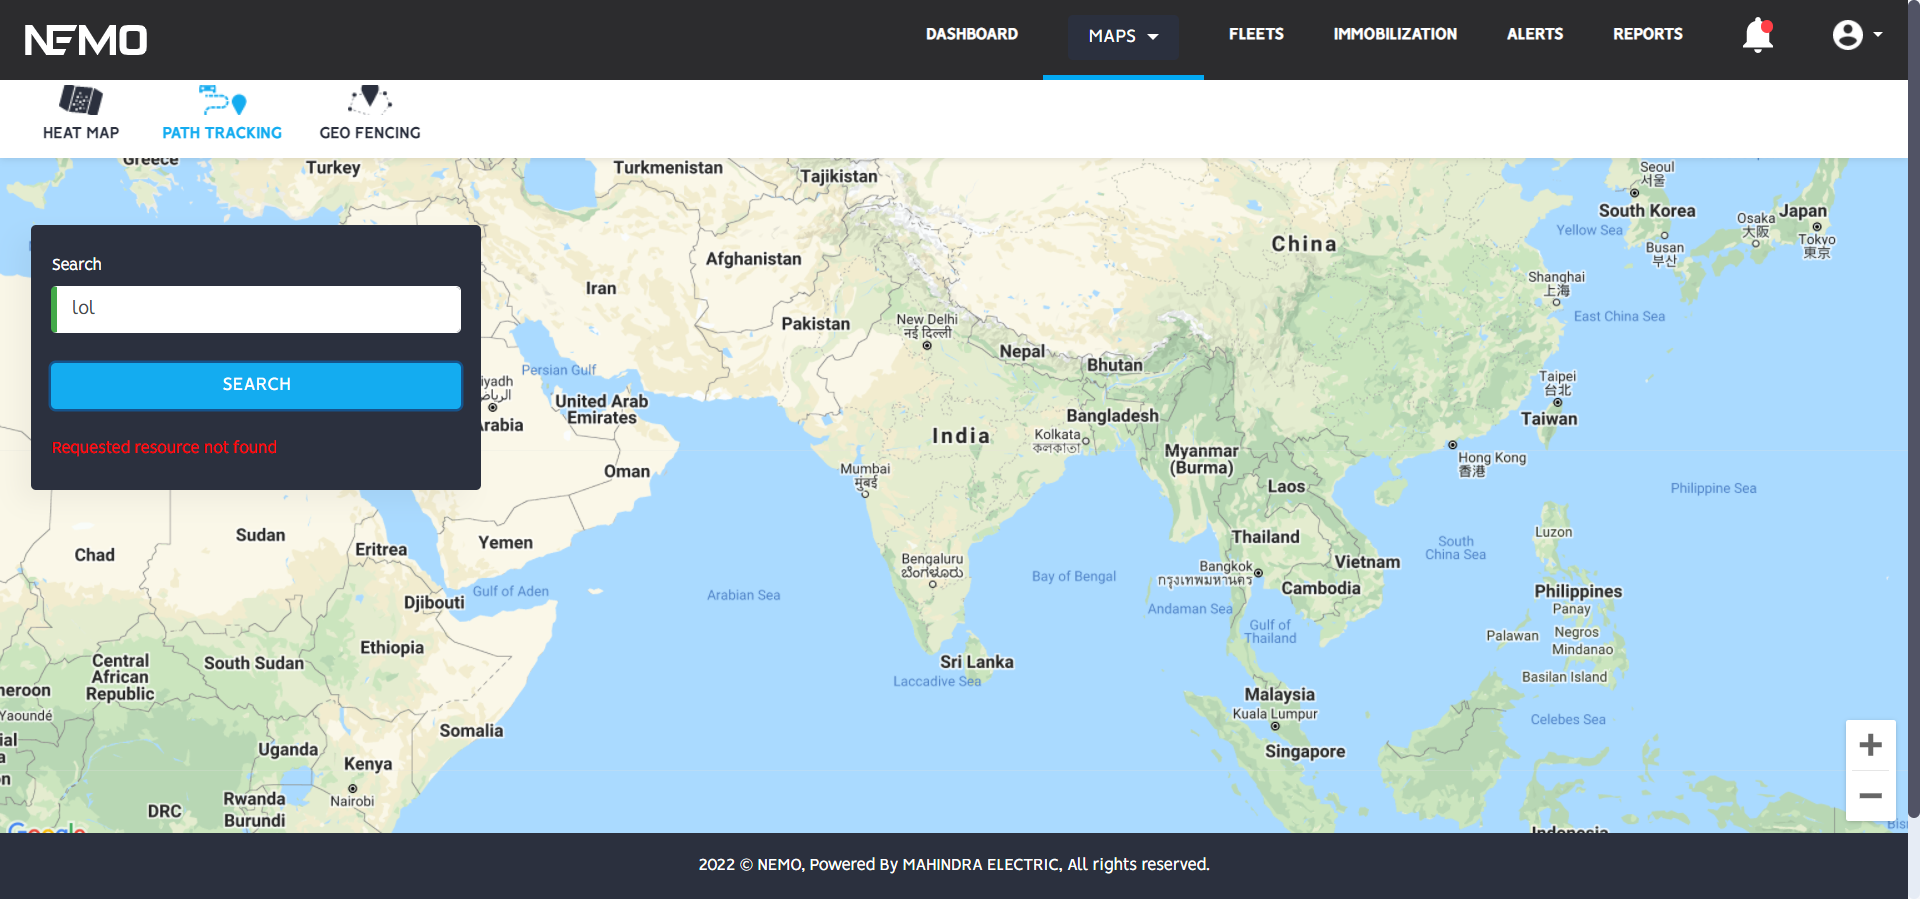 NEMO
DASHBOARD
MAPS
FLEETS
IMMOBILIZATION
ALERTS
REPORTS
HEAT MAP
PATH TRACKING
GEO FENCING
Greece
Turkey
Turkmenistan
Tajikistan
Seoul
서울
South Korea
Osaka
大阪
Japan
Yellow Sea
Busan
부산
Tokyo
東京
China
Search
lol
SEARCH
Requested resource not found
Afghanistan
Iran
Shanghai
上海
East China Sea
Pakistan
New Delhi
नई दिल्ली
Nepal
Bhutan
Persian Gulf
iyadh
الرياض
United Arab
Emirates
rabia
Taipei
台北
Taiwan
Bangladesh
India
Kolkata
কলকাতা
Myanmar
(Burma)
Hong Kong
香港
Oman
Mumbai
मुंबई
Laos
Philippine Sea
Chad
Sudan
Eritrea
Yemen
Thailand
Luzon
South
China Sea
Bengaluru
ಬೆಂಗಳೂರು
Bay of Bengal
Bangkok
กรุงเทพมหานคร
Vietnam
Cambodia
Djibouti
Gulf of Aden
Arabian Sea
Andaman Sea
Philippines
Panay
Gulf of
Thailand
Negros
Palawan
Mindanao
Ethiopia
Central
African
Republic
South Sudan
Sri Lanka
Laccadive Sea
Basilan Island
meroon
Yaoundé
Malaysia
Kuala Lumpur
Celebes Sea
Somalia
ial
a
on
Uganda
Kenya
Singapore
Nairobi
DRC
Rwanda
Burundi
Google
Indonesia
Bis
2022 © NEMO, Powered By MAHINDRA ELECTRIC, All rights reserved.